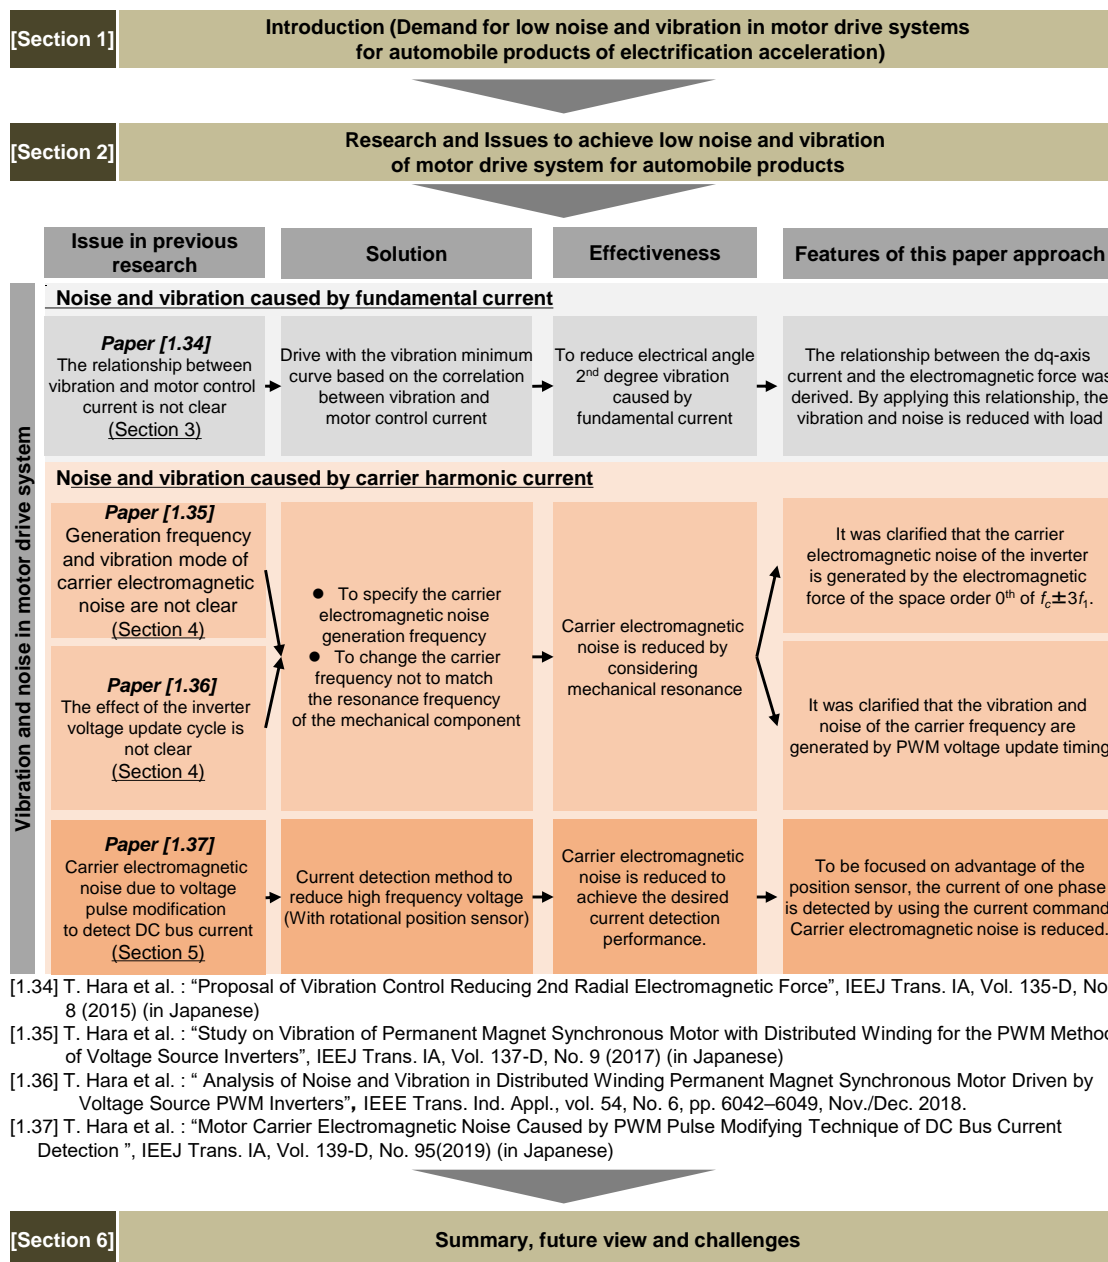 [Section 1]
Introduction (Demand for low noise and vibration in motor drive systems
for automobile products of electrification acceleration)
[Section 2]
Research and Issues to achieve low noise and vibration
of motor drive system for automobile products
Issue in previous
research
Solution
Effectiveness
Features of this paper approach
Vibration and noise in motor drive system
Noise and vibration caused by fundamental current
Paper [1.34]
The relationship between
vibration and motor control
current is not clear
(Section 3)
Drive with the vibration minimum
curve based on the correlation
between vibration and
motor control current
To reduce electrical angle
2nd degree vibration
caused by
fundamental current
The relationship between the dq-axis
current and the electromagnetic force was
derived. By applying this relationship, the
vibration and noise is reduced with load
Noise and vibration caused by carrier harmonic current
Paper [1.35]
Generation frequency
and vibration mode of
carrier electromagnetic
noise are not clear
(Section 4)
Paper [1.36]
The effect of the inverter
voltage update cycle is
not clear
(Section 4)
● To specify the carrier
electromagnetic noise
generation frequency
● To change the carrier
frequency not to match
the resonance frequency
of the mechanical component
Carrier electromagnetic
noise is reduced by
considering
mechanical resonance
It was clarified that the carrier
electromagnetic noise of the inverter
is generated by the electromagnetic
force of the space order 0th of fc±3f1.
It was clarified that the vibration and
noise of the carrier frequency are
generated by PWM voltage update timing
Paper [1.37]
Carrier electromagnetic
noise due to voltage
pulse modification
to detect DC bus current
(Section 5)
Current detection method to
reduce high frequency voltage
(With rotational position sensor)
Carrier electromagnetic
noise is reduced to
achieve the desired
current detection
performance.
To be focused on advantage of the
position sensor, the current of one phase
is detected by using the current command
Carrier electromagnetic noise is reduced.
[1.34] T. Hara et al. : “Proposal of Vibration Control Reducing 2nd Radial Electromagnetic Force”, IEEJ Trans. IA, Vol. 135-D, No
8 (2015) (in Japanese)
[1.35] T. Hara et al. : “Study on Vibration of Permanent Magnet Synchronous Motor with Distributed Winding for the PWM Method
of Voltage Source Inverters”, IEEJ Trans. IA, Vol. 137-D, No. 9 (2017) (in Japanese)
[1.36] T. Hara et al. : “ Analysis of Noise and Vibration in Distributed Winding Permanent Magnet Synchronous Motor Driven by
Voltage Source PWM Inverters”, IEEE Trans. Ind. Appl., vol. 54, No. 6, pp. 6042–6049, Nov./Dec. 2018.
[1.37] T. Hara et al. : “Motor Carrier Electromagnetic Noise Caused by PWM Pulse Modifying Technique of DC Bus Current
Detection ”, IEEJ Trans. IA, Vol. 139-D, No. 95(2019) (in Japanese)
[Section 6]
Summary, future view and challenges